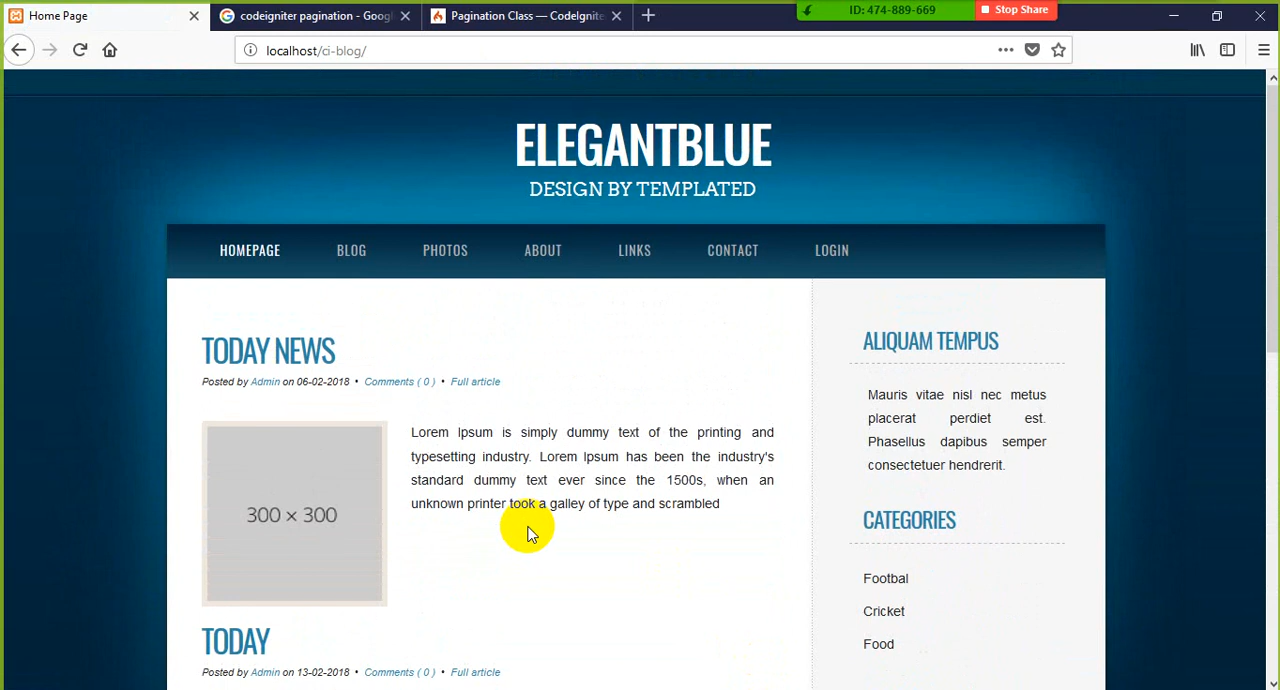 Home Page
codeigniter pagination - Goog
Pagination Class — CodeIgnite
ID: 474-889-669
Stop Share
localhost/ci-blog/
ELEGANTBLUE
DESIGN BY TEMPLATED
HOMEPAGE BLOG PHOTOS ABOUT LINKS CONTACT LOGIN
TODAY NEWS
Posted by Admin on 06-02-2018 • Comments ( 0 ) • Full article
300 × 300
Lorem Ipsum is simply dummy text of the printing and
typesetting industry. Lorem Ipsum has been the industry's
standard dummy text ever since the 1500s, when an
unknown printer took a galley of type and scrambled
TODAY
Posted by Admin on 13-02-2018 • Comments ( 0 ) • Full article
ALIQUAM TEMPUS
Mauris vitae nisl nec metus
placerat perdiet est.
Phasellus dapibus semper
consectetuer hendrerit.
CATEGORIES
Footbal
Cricket
Food